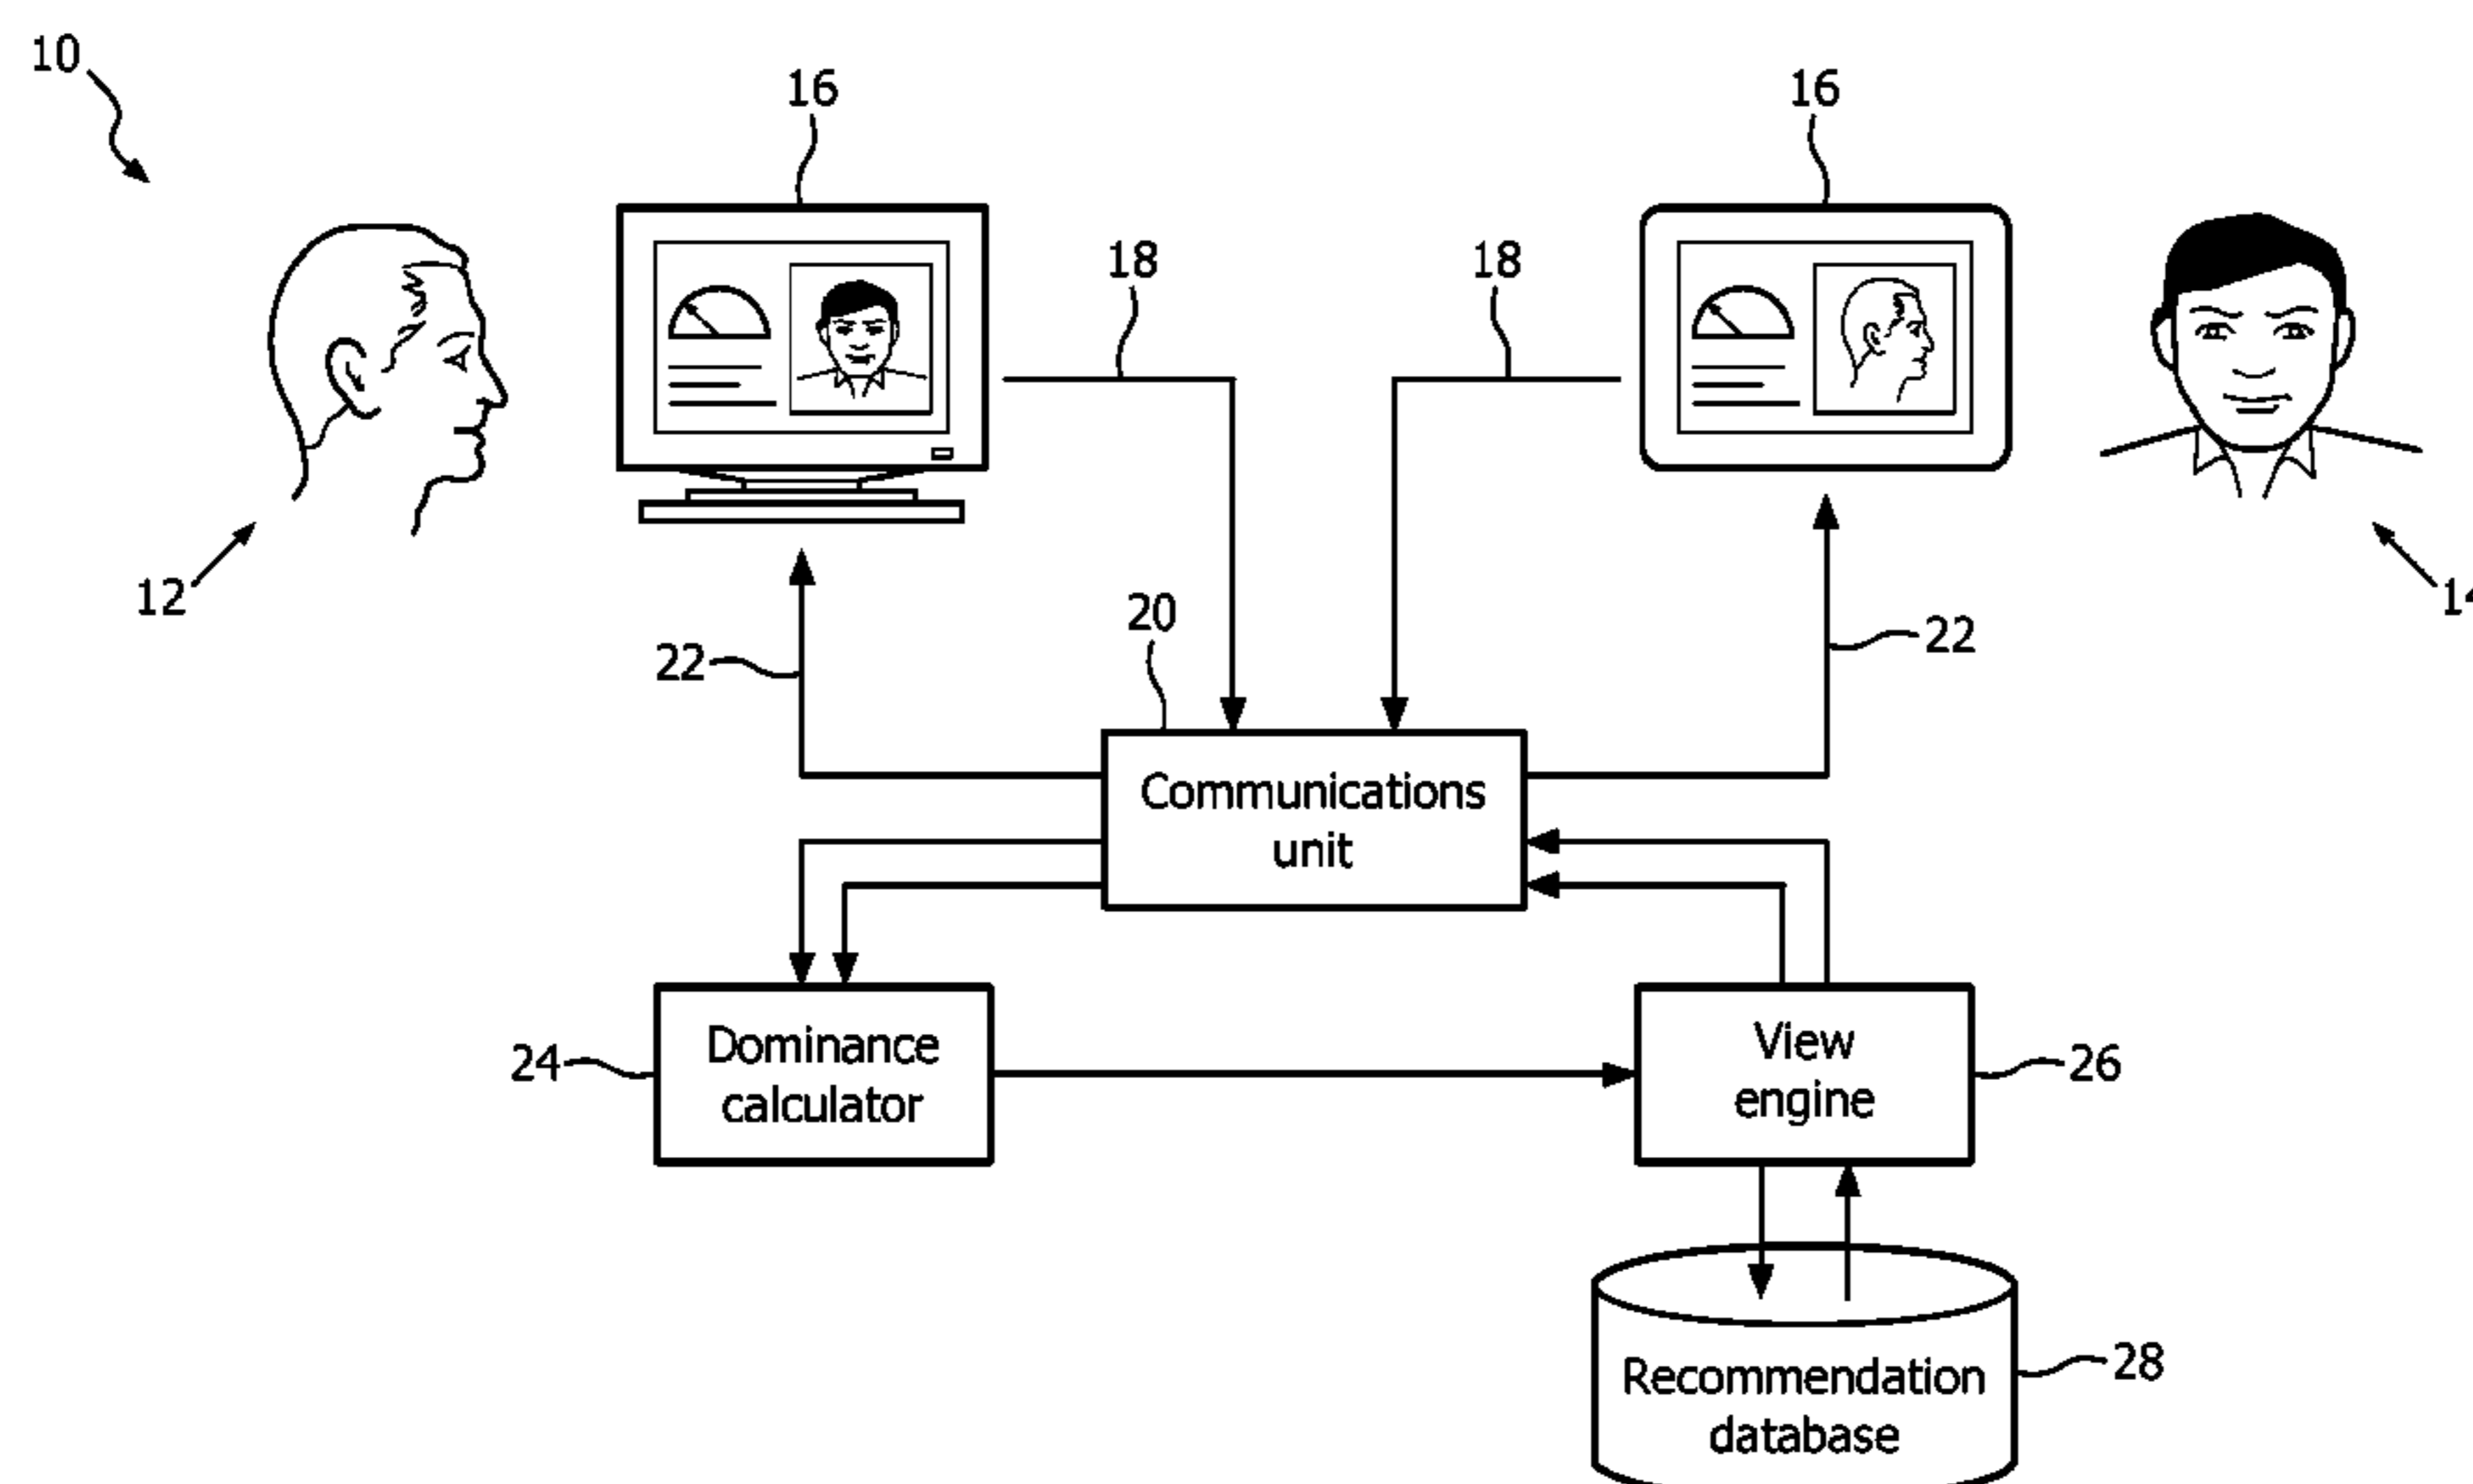 10
16
16
18
18
12
14
20
22
22
Communications
unit
Dominance
calculator
View
engine
24
26
Recommendation
database
28